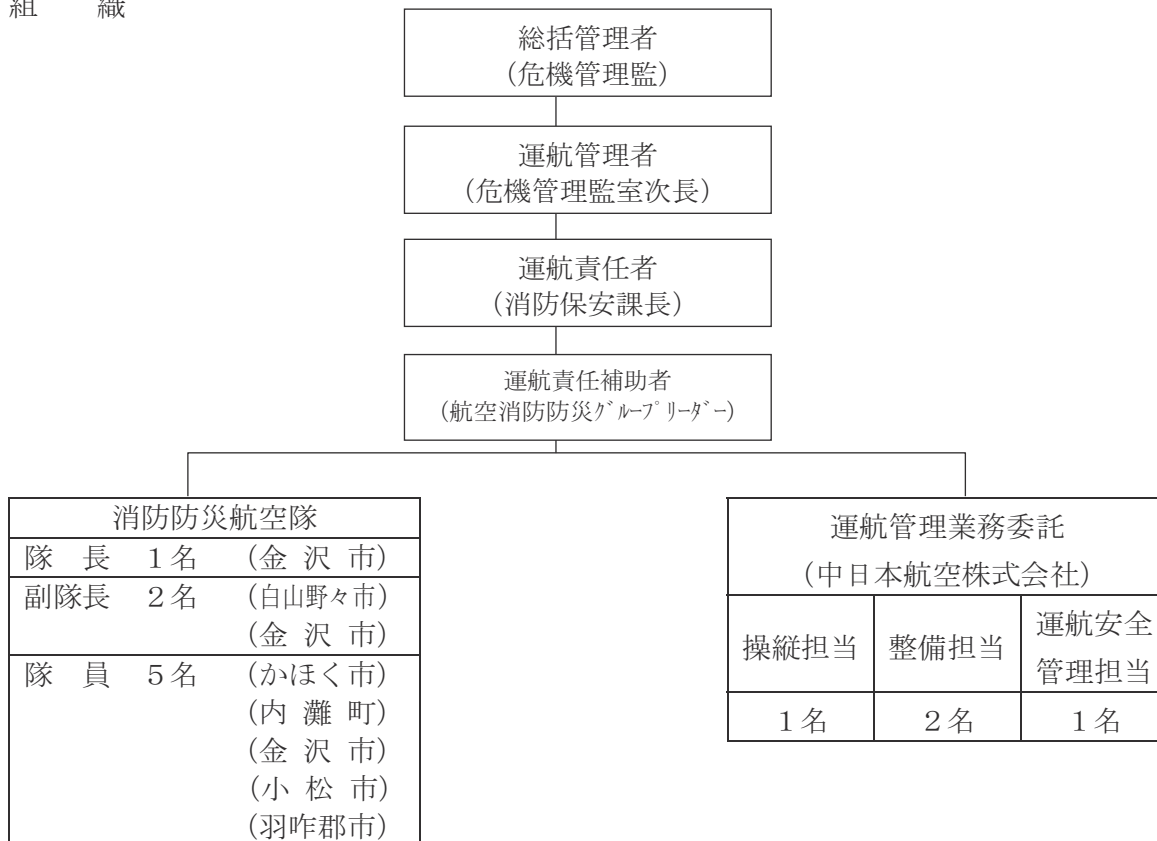 組　　織
総括管理者
(危機管理監)
運航管理者
(危機管理監室次長)
運航責任者
(消防保安課長)
運航責任補助者
(航空消防防災ｸﾞﾙｰﾌﾟﾘｰﾀﾞｰ)
消防防災航空隊
隊　長　１名　(金 沢 市)
副隊長　２名　(白山野々市)
(金 沢 市)
隊　員　５名　(かほく市)
(内 灘 町)
(金 沢 市)
(小 松 市)
(羽咋郡市)
運航管理業務委託
(中日本航空株式会社)
操縦担当　整備担当　運航安全
管理担当
１名　２名　１名